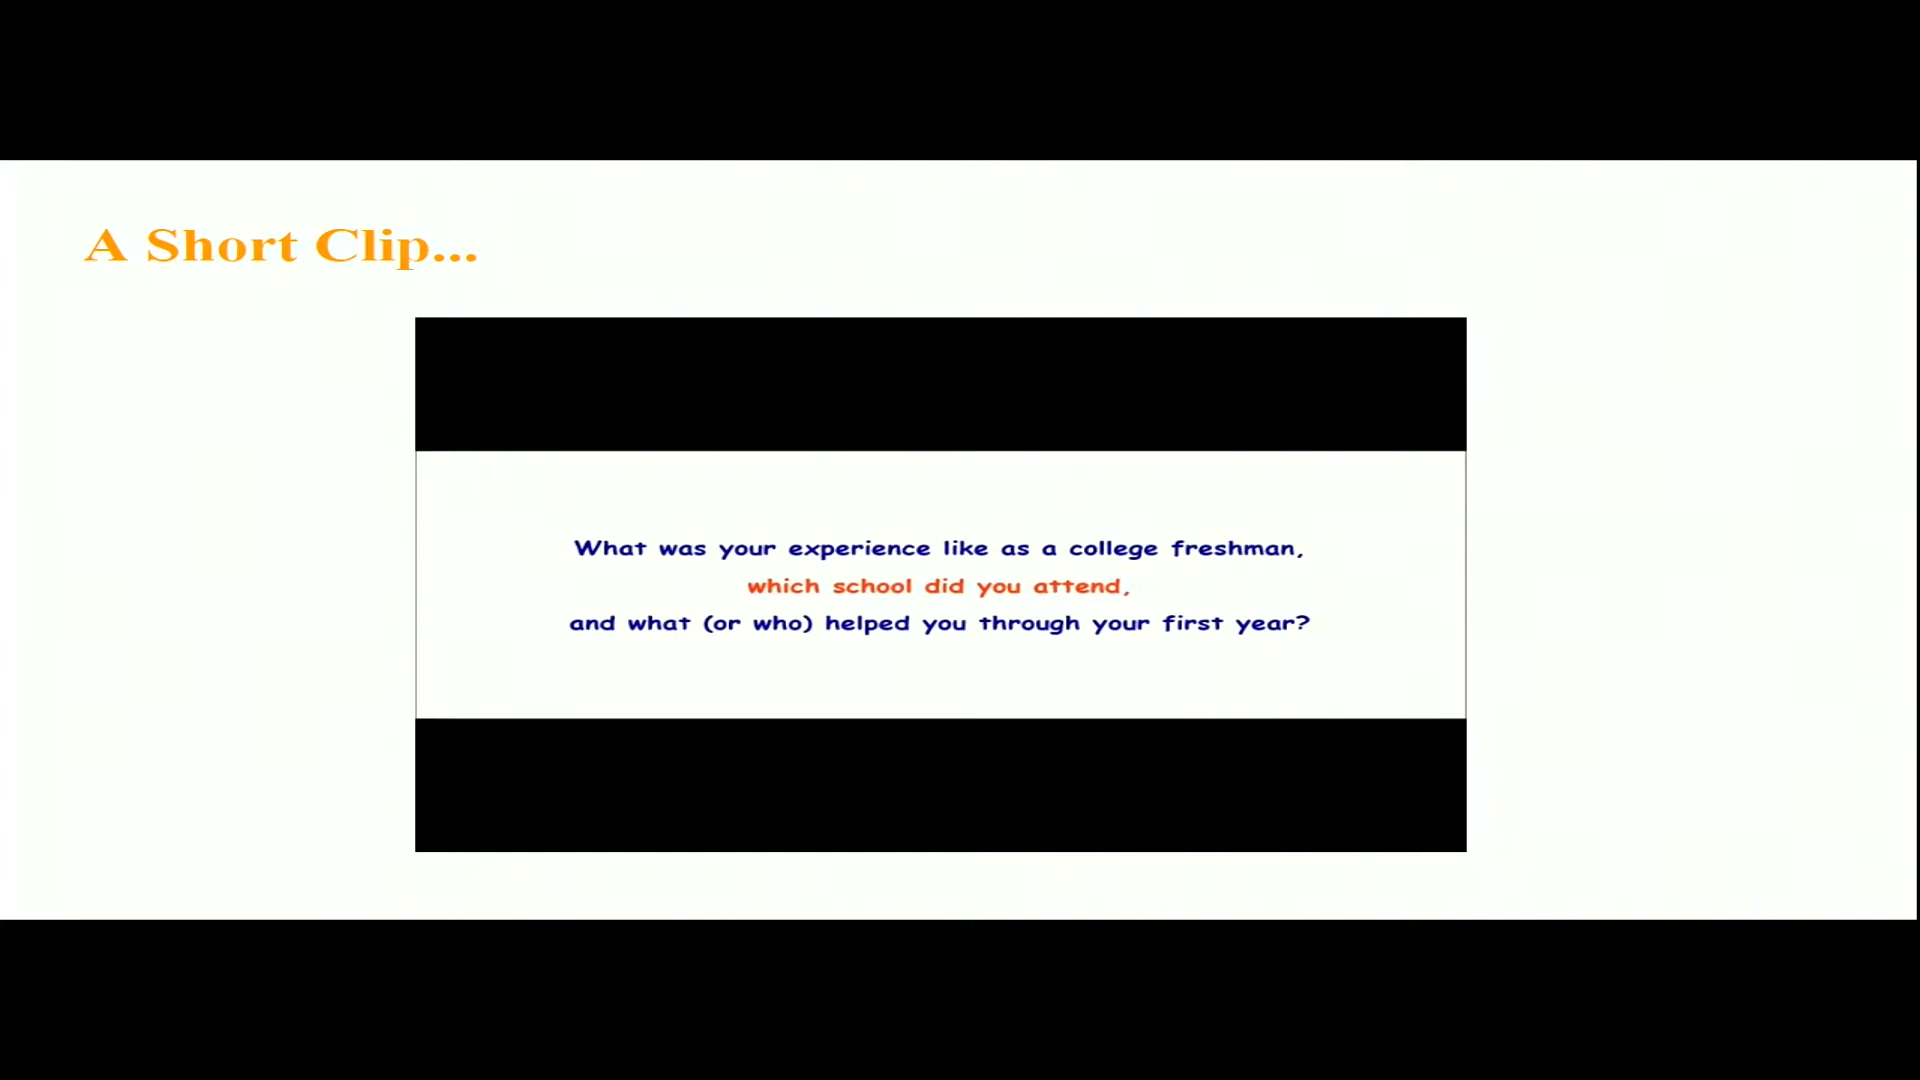 A Short Clip...
What was your experience like as a college freshman,
which school did you attend,
and what (or who) helped you through your first year?